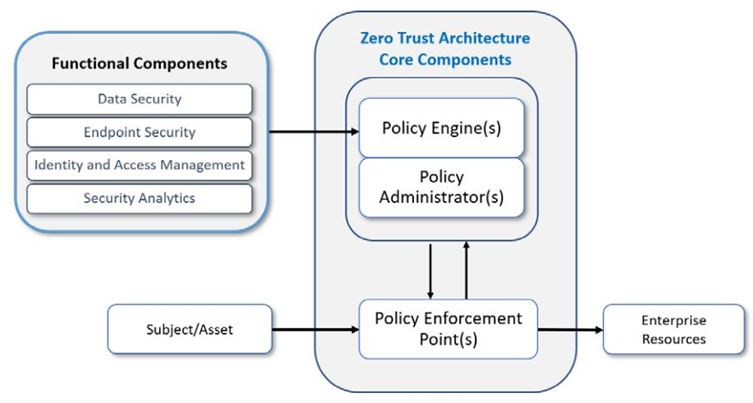 Functional Components
Data Security
Endpoint Security
Identity and Access Management
Security Analytics
Zero Trust Architecture
Core Components
Policy Engine(s)
Policy
Administrator(s)
Subject/Asset
Policy Enforcement
Point(s)
Enterprise
Resources